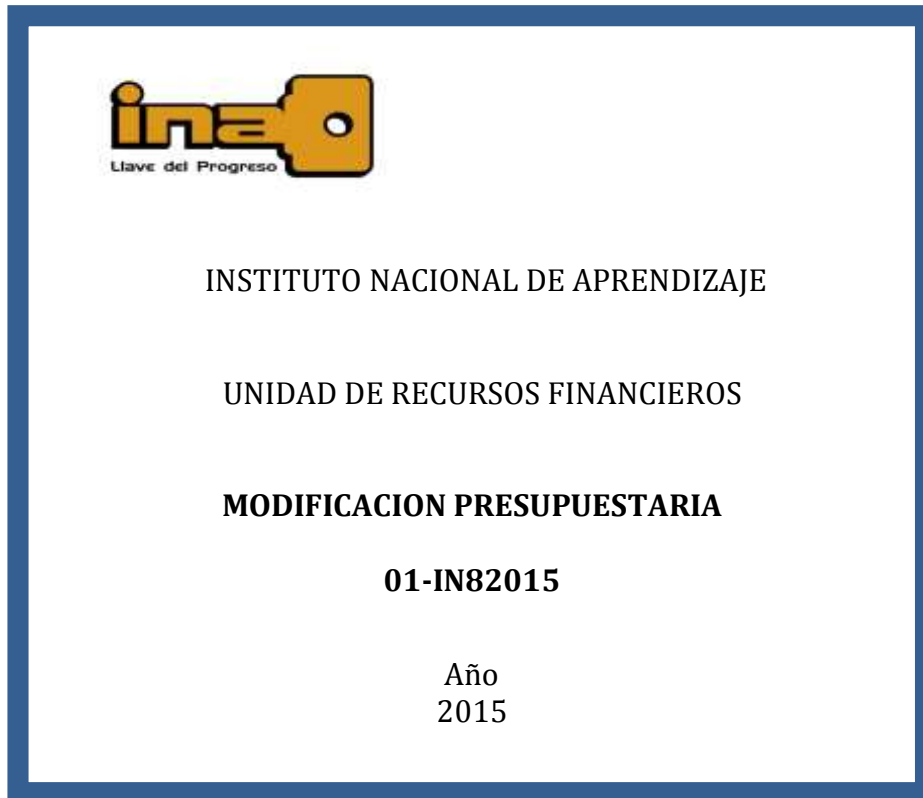 ina
Llave del Progreso
INSTITUTO NACIONAL DE APRENDIZAJE
UNIDAD DE RECURSOS FINANCIEROS
MODIFICACION PRESUPUESTARIA
01-IN82015
Año
2015